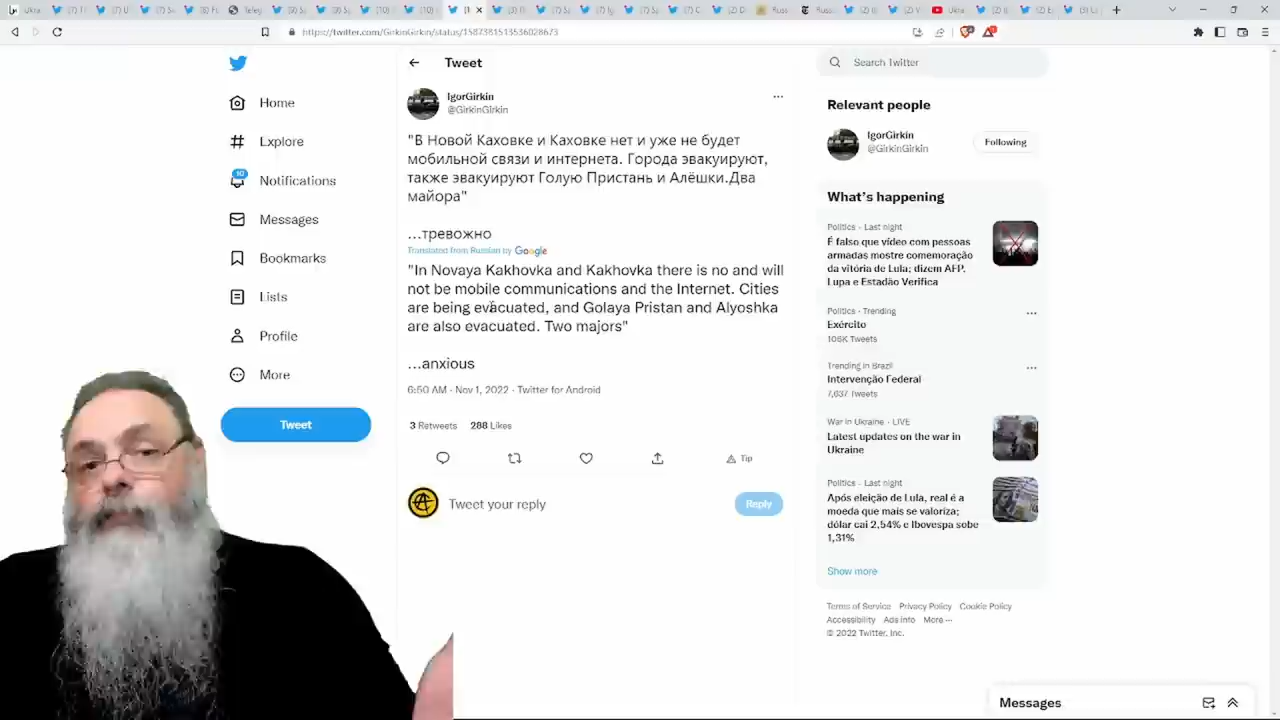 https://twitter.com/GirkinGirkin/status/1587381513536028673
Home
Explore
10
Notifications
Messages
Bookmarks
Lists
Profile
More
Tweet
Tweet
IgorGirkin
@GirkinGirkin
"В Новой Каховке и Каховке нет и уже не будет
мобильной связи и интернета. Города эвакуируют,
также эвакуируют Голую Пристань и Алёшки.Два
майора"
...тревожно
Translated from Russian by Google
"In Novaya Kakhovka and Kakhovka there is no and will
not be mobile communications and the Internet. Cities
are being evacuated, and Golaya Pristan and Alyoshka
are also evacuated. Two majors"
...anxious
6:50 AM · Nov 1, 2022 · Twitter for Android
3 Retweets 288 Likes
Tip
Tweet your reply
Reply
Search Twitter
Relevant people
IgorGirkin
@GirkinGirkin
Following
What's happening
Politics · Last night
É falso que vídeo com pessoas
armadas mostre comemoração
da vitória de Lula; dizem AFP,
Lupa e Estadão Verifica
Politics · Trending
Exército
106K Tweets
Trending in Brazil
Intervenção Federal
7,637 Tweets
War in Ukraine · LIVE
Latest updates on the war in
Ukraine
Politics · Last night
Após eleição de Lula, real é a
moeda que mais se valoriza;
dólar cai 2,54% e Ibovespa sobe
1,31%
Show more
Terms of Service Privacy Policy Cookie Policy
Accessibility Ads info More ···
© 2022 Twitter, Inc.
Messages